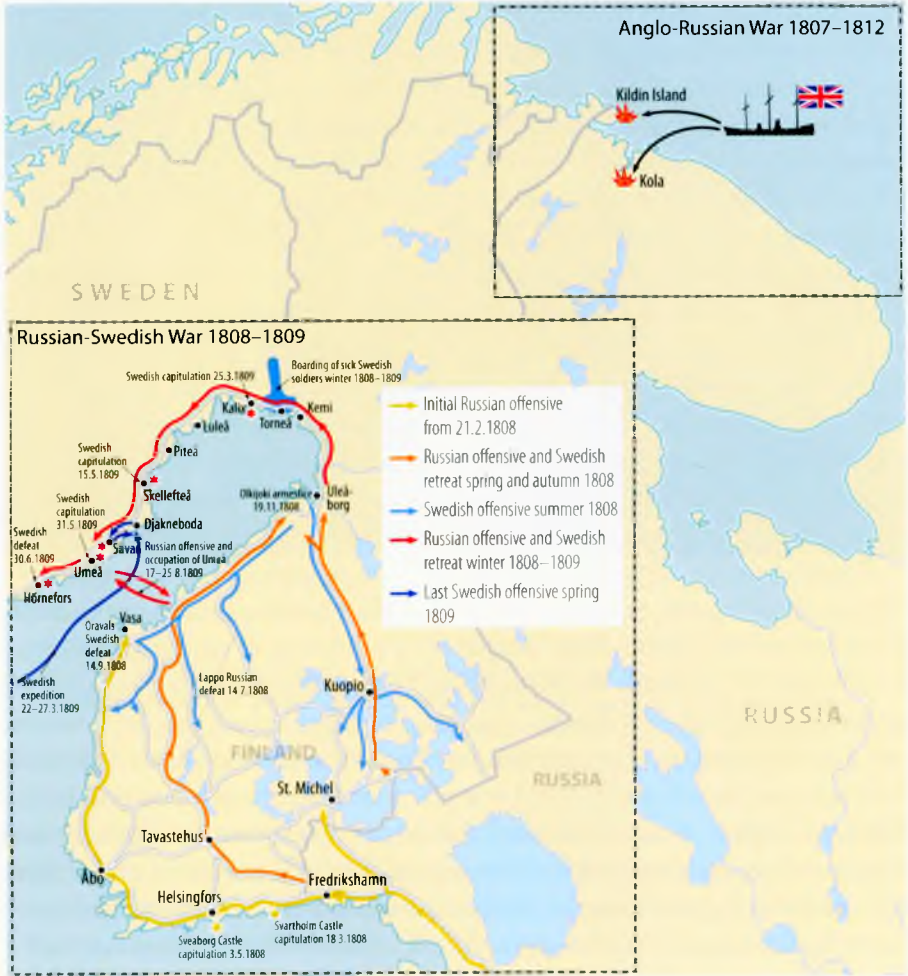 Anglo-Russian War 1807–1812
Kildin Island
Kola
SWEDEN
Russian-Swedish War 1808–1809
Boarding of sick Swedish
soldiers winter 1808–1809
Swedish capitulation 25.3.1809
Kalix
Torneå
Kemi
Luleå
Piteå
Swedish
capitulation
15.5.1809
Skellefteå
Swedish
capitulation
31.5.1809
Olkijoki armestice
19.11.1808
Uleå-
borg
Djakneboda
Swedish
defeat
30.6.1809
Savar
Russian offensive and
occupation of Umeå
17–25 8.1809
Umeå
Hörnefors
Vasa
Oravais
Swedish
defeat
14.9.1808
Swedish
expedition
22–27.3.1809
Lappo Russian
defeat 14 7.1808
Kuopio
FINLAND
St. Michel
Tavastehus
Åbo
Helsingfors
Fredrikshamn
Sveaborg Castle
capitulation 3.5.1808
Svartholm Castle
capitulation 18 3.1808
Initial Russian offensive
from 21.2.1808
Russian offensive and Swedish
retreat spring and autumn 1808
Swedish offensive summer 1808
Russian offensive and Swedish
retreat winter 1808–1809
Last Swedish offensive spring
1809
RUSSIA
RUSSIA